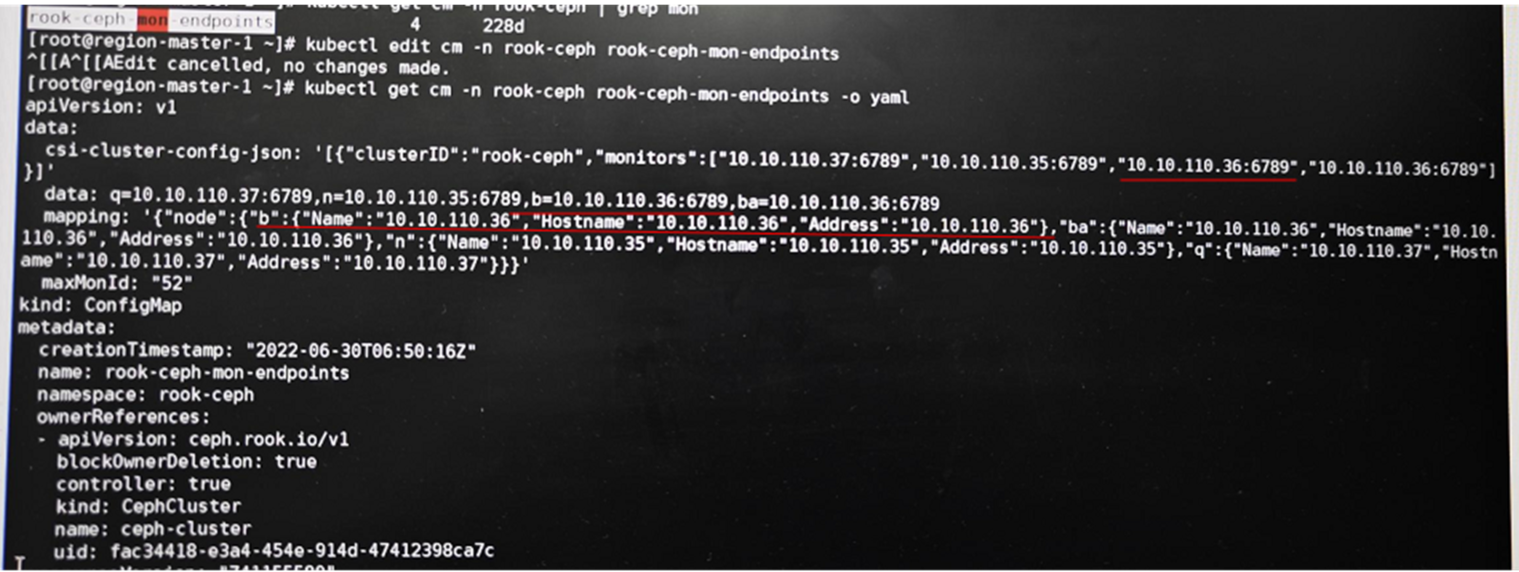 kubectl get cm -n rook-ceph | grep mon
rook-ceph-mon-endpoints 4 228d
[root@region-master-1 ~]# kubectl edit cm -n rook-ceph rook-ceph-mon-endpoints
^[[A^[[AEdit cancelled, no changes made.
[root@region-master-1 ~]# kubectl get cm -n rook-ceph rook-ceph-mon-endpoints -o yaml
apiVersion: v1
data:
csi-cluster-config-json: '[{"clusterID":"rook-ceph","monitors":["10.10.110.37:6789","10.10.110.35:6789","10.10.110.36:6789","10.10.110.36:6789"]
}]'
data: q=10.10.110.37:6789,n=10.10.110.35:6789,b=10.10.110.36:6789,ba=10.10.110.36:6789
mapping: '{"node":{"b":{"Name":"10.10.110.36","Hostname":"10.10.110.36","Address":"10.10.110.36"},"ba":{"Name":"10.10.110.36","Hostname":"10.10.
110.36","Address":"10.10.110.36"},"n":{"Name":"10.10.110.35","Hostname":"10.10.110.35","Address":"10.10.110.35"},"q":{"Name":"10.10.110.37","Hostn
ame":"10.10.110.37","Address":"10.10.110.37"}}}'
maxMonId: "52"
kind: ConfigMap
metadata:
creationTimestamp: "2022-06-30T06:50:16Z"
name: rook-ceph-mon-endpoints
namespace: rook-ceph
ownerReferences:
- apiVersion: ceph.rook.io/v1
blockOwnerDeletion: true
controller: true
kind: CephCluster
name: ceph-cluster
uid: fac34418-e3a4-454e-914d-47412398ca7c